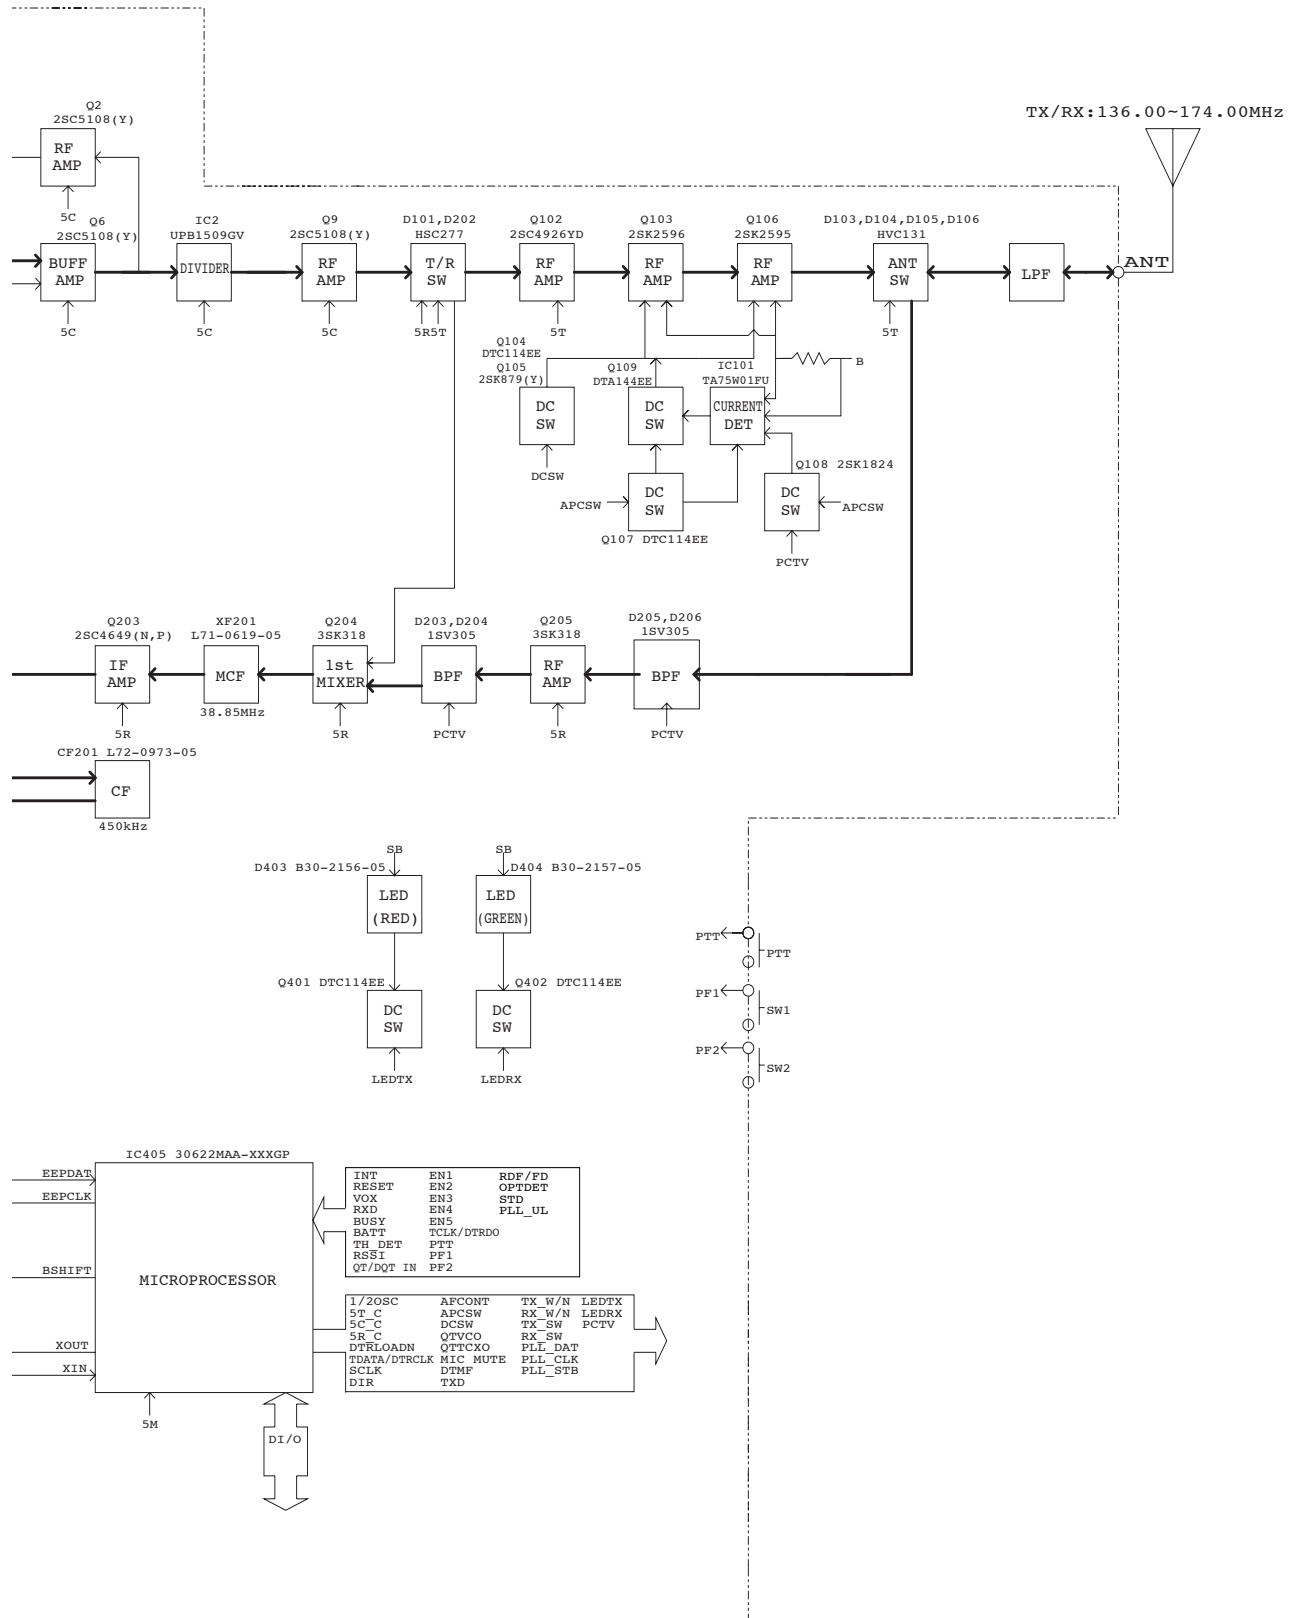 Q2
2SC5108(Y)
RF
AMP
5C
TX/RX:136.00~174.00MHz
ANT
Q6
2SC5108(Y)
BUFF
AMP
5C
IC2
UPB1509GV
DIVIDER
5C
Q9
2SC5108(Y)
RF
AMP
5C
D101,D202
HSC277
T/R
SW
5R5T
Q102
2SC4926YD
RF
AMP
5T
Q103
2SK2596
RF
AMP
Q106
2SK2595
RF
AMP
D103,D104,D105,D106
HVC131
ANT
SW
5T
LPF
Q104
DTC114EE
Q105
2SK879(Y)
DC
SW
DCSW
Q109
DTA144EE
DC
SW
IC101
TA75W01FU
CURRENT
DET
B
APCSW
DC
SW
Q107 DTC114EE
Q108 2SK1824
DC
SW
APCSW
PCTV
Q203
2SC4649(N,P)
IF
AMP
5R
XF201
L71-0619-05
MCF
38.85MHz
Q204
3SK318
1st
MIXER
5R
D203,D204
1SV305
BPF
PCTV
Q205
3SK318
RF
AMP
5R
D205,D206
1SV305
BPF
PCTV
CF201 L72-0973-05
CF
450kHz
SB
D403 B30-2156-05
LED
(RED)
Q401 DTC114EE
DC
SW
LEDTX
SB
D404 B30-2157-05
LED
(GREEN)
Q402 DTC114EE
DC
SW
LEDRX
PTT
PTT
PF1
SW1
PF2
SW2
IC405 30622MAA-XXXGP
EEPDAT
EEPCLK
BSHIFT
XOUT
XIN
MICROPROCESSOR
5M
DI/O
INT EN1 RDF/FD
RESET EN2 OPTDET
VOX EN3 STD
RXD EN4 PLL_UL
BUSY EN5
BATT TCLK/DTRDO
TH_DET PTT
RSSI PF1
QT/DQT IN PF2
1/2OSC AFCONT TX_W/N LEDTX
5T_C APCSW RX_W/N LEDRX
5C_C DCSW TX_SW PCTV
5R_C QTVCO RX_SW
DTRLOADN QTTCXO PLL_DAT
TDATA/DTRCLK MIC MUTE PLL_CLK
SCLK DTMF PLL_STB
DIR TXD